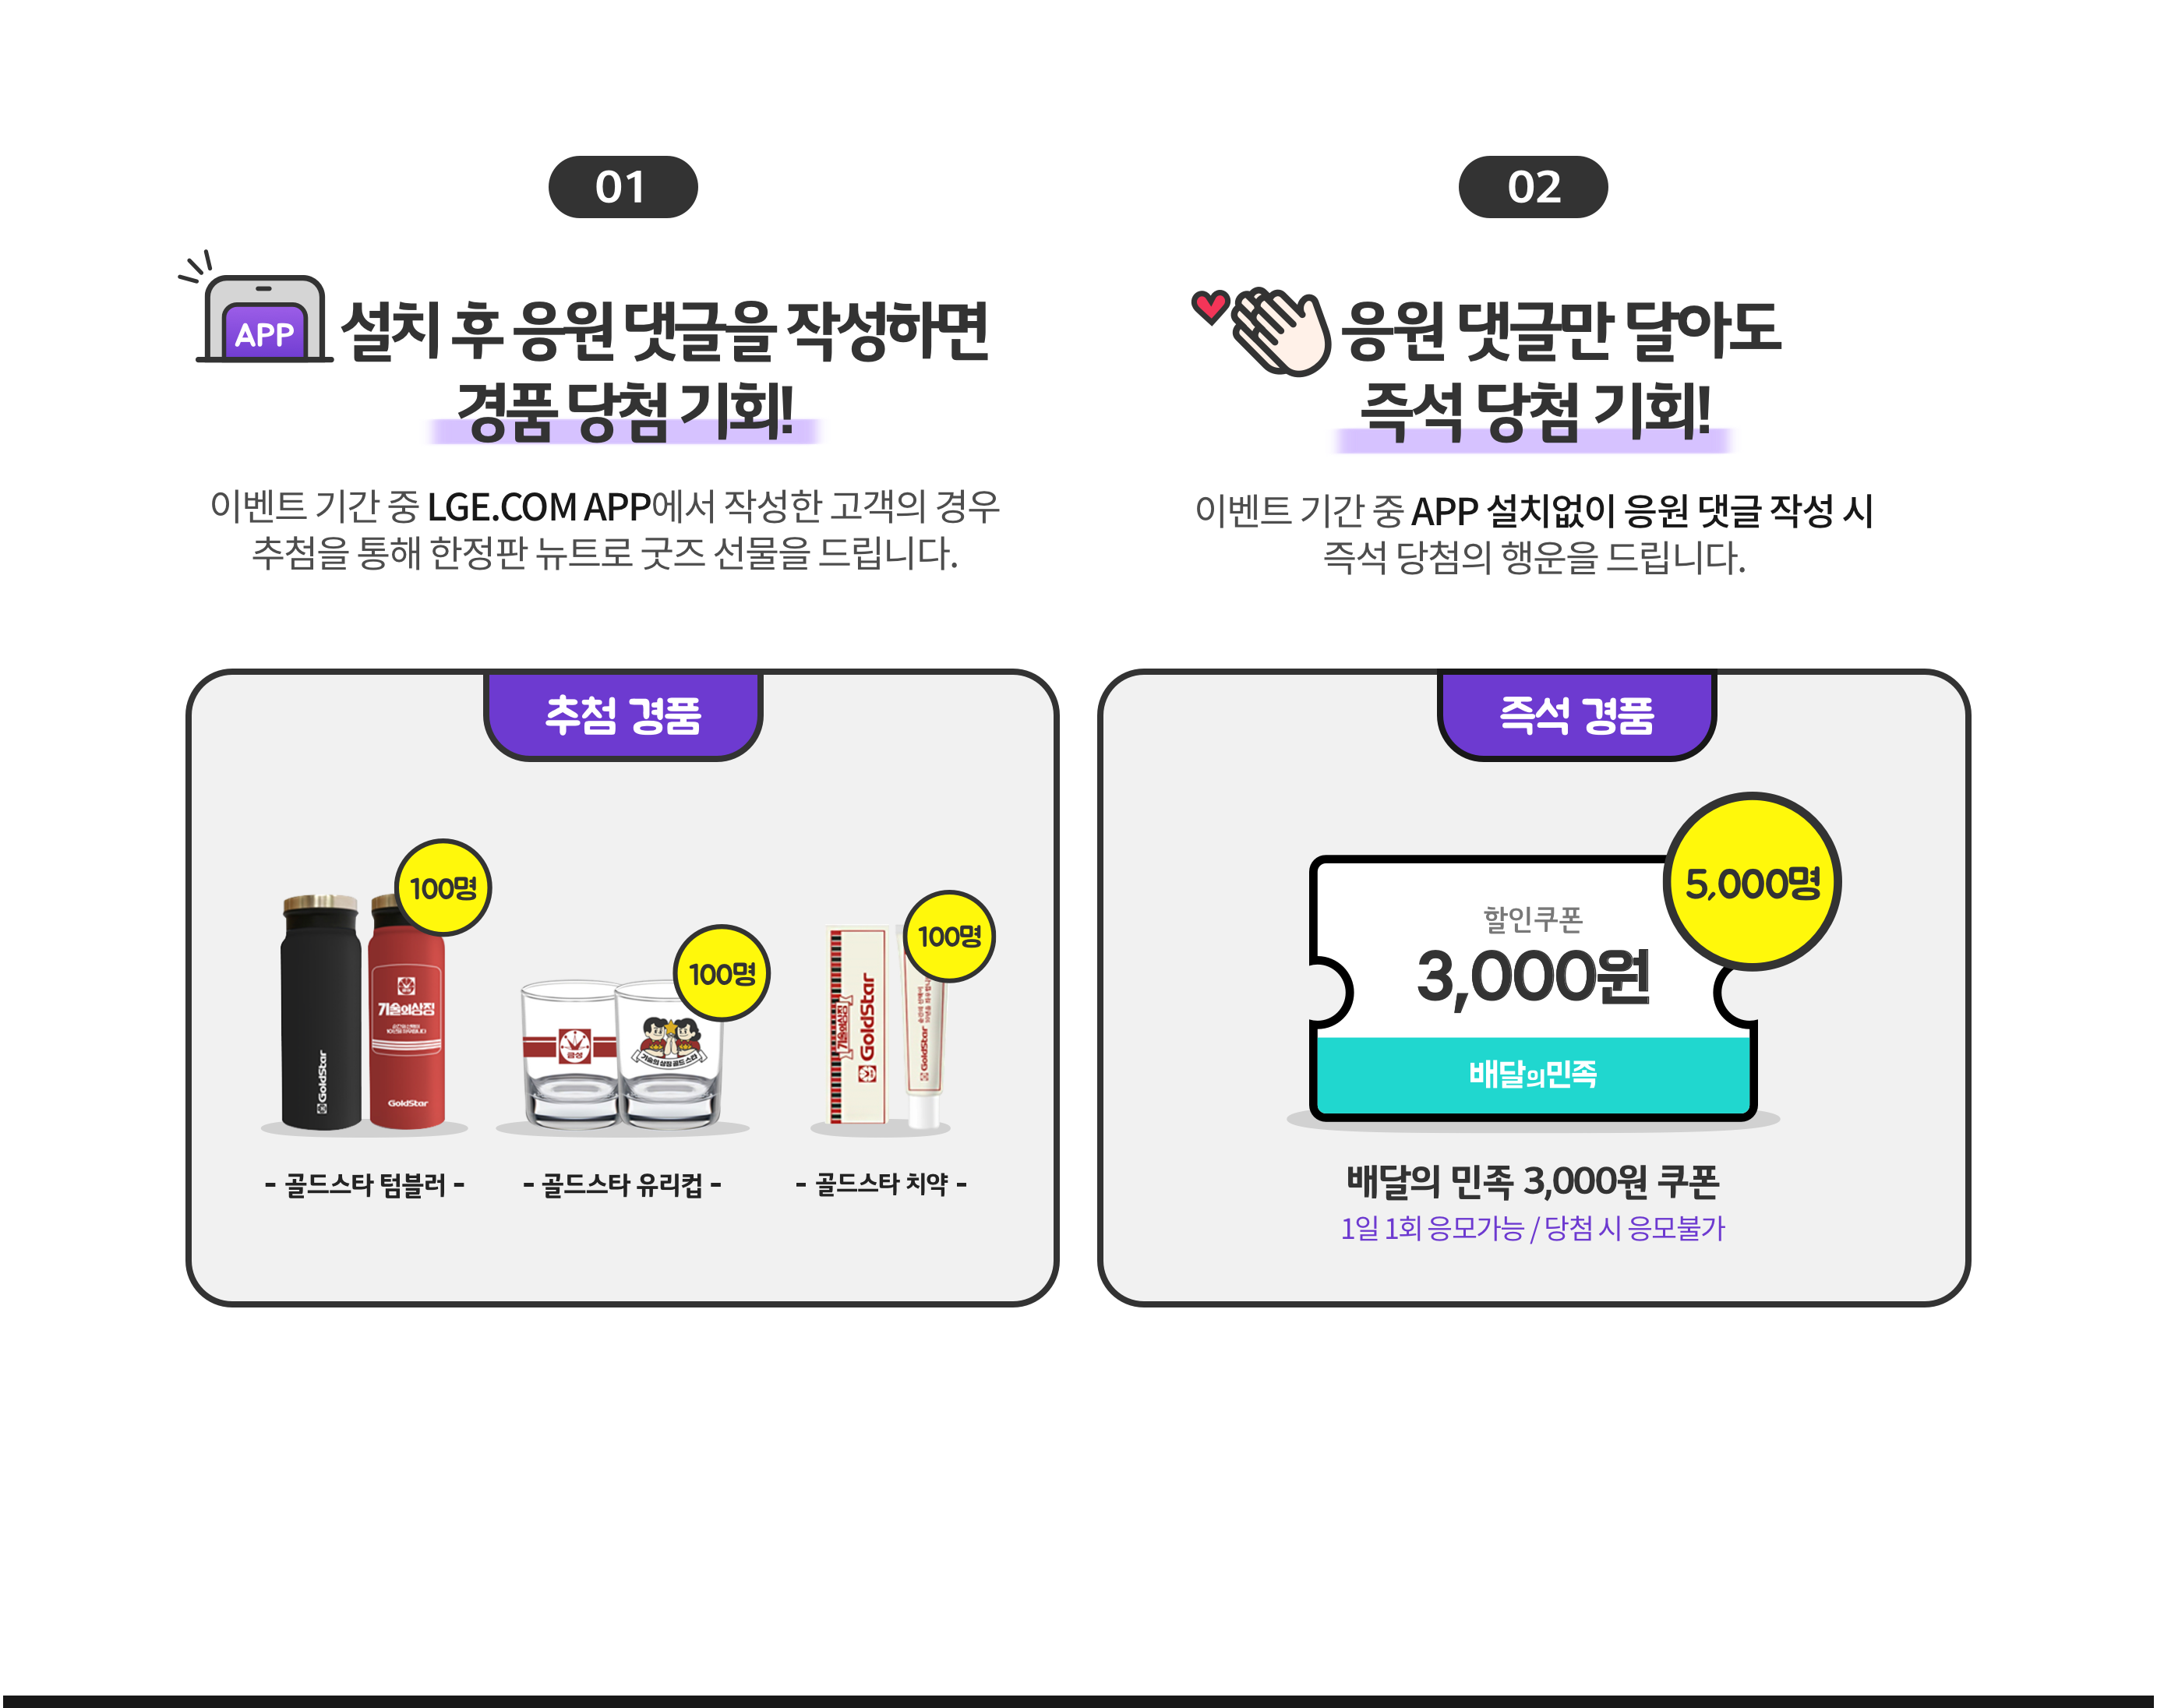 01
APP 설치 후 응원 댓글을 작성하면
경품 당첨 기회!
이벤트 기간 중 LGE.COM APP에서 작성한 고객의 경우
추첨을 통해 한정판 뉴트로 굿즈 선물을 드립니다.
추첨 경품
100명
100명
100명
GoldStar
기술의상징
GoldStar
금성
기술의 상징 골드스타
기술의상징
GoldStar
GoldStar
- 골드스타 텀블러 -
- 골드스타 유리컵 -
- 골드스타 치약 -
02
응원 댓글만 달아도
즉석 당첨 기회!
이벤트 기간 중 APP 설치없이 응원 댓글 작성 시
즉석 당첨의 행운을 드립니다.
즉석 경품
5,000명
할인쿠폰
3,000원
배달의민족
배달의 민족 3,000원 쿠폰
1일 1회 응모가능 / 당첨 시 응모불가